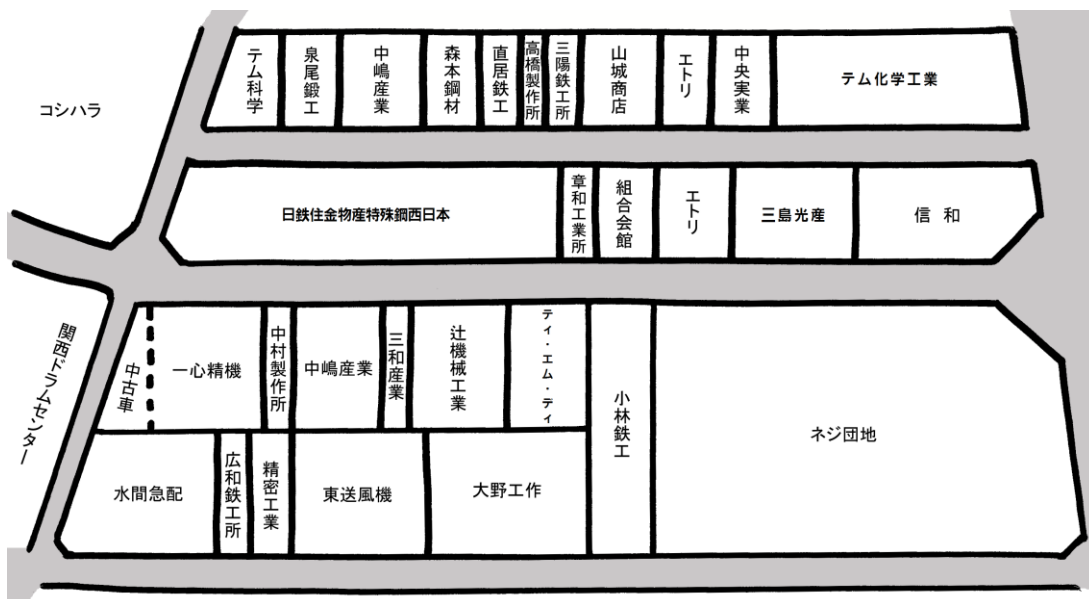 コシハラ
テム科学
泉尾鍛工
中嶋産業
森本鋼材
直居鉄工
高橋製作所
三陽鉄工所
山城商店
エトリ
中央実業
テム化学工業
日鉄住金物産特殊鋼西日本
章和工業所
組合会館
エトリ
三島光産
信和
関西ドラムセンター
中古車
一心精機
中村製作所
中嶋産業
三和産業
辻機械工業
ティ・エム・ディ
小林鉄工
ネジ団地
水間急配
広和鉄工所
精密工業
東送風機
大野工作